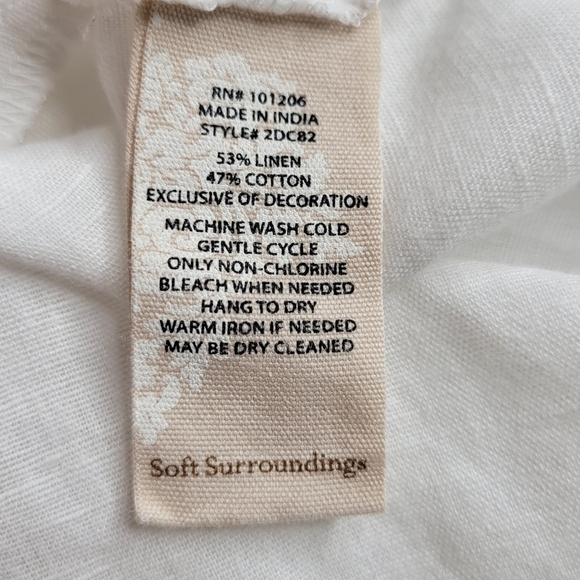 RN# 101206
MADE IN INDIA
STYLE# 2DC82
53% LINEN
47% COTTON
EXCLUSIVE OF DECORATION
MACHINE WASH COLD
GENTLE CYCLE
ONLY NON-CHLORINE
BLEACH WHEN NEEDED
HANG TO DRY
WARM IRON IF NEEDED
MAY BE DRY CLEANED
Soft Surroundings